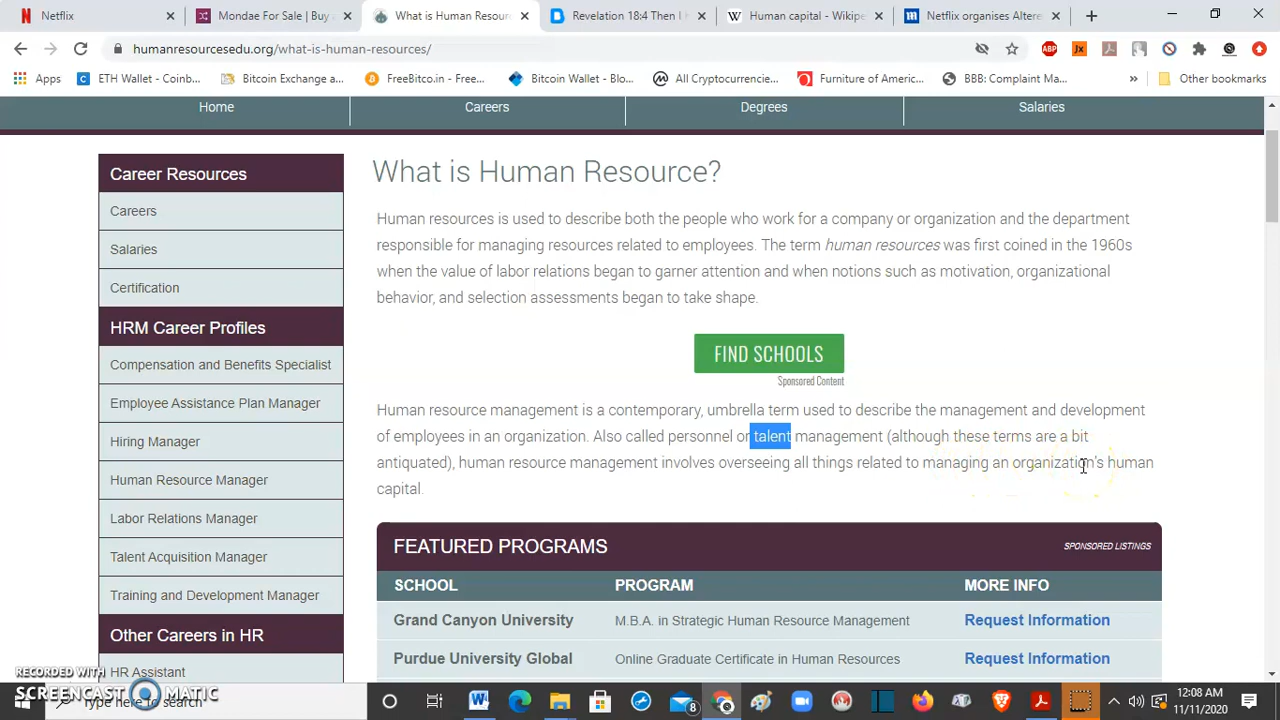 Netflix
Mondae For Sale | Buy a
What is Human Resour
Revelation 18:4 Then I h
Human capital - Wikipe
Netflix organises Altere
humanresourcesedu.org/what-is-human-resources/
Apps
ETH Wallet - Coinb...
Bitcoin Exchange a...
FreeBitco.in - Free...
Bitcoin Wallet - Blo...
All Cryptocurrencie...
Furniture of Americ...
BBB: Complaint Ma...
Other bookmarks
Home
Careers
Degrees
Salaries
Career Resources
Careers
Salaries
Certification
HRM Career Profiles
Compensation and Benefits Specialist
Employee Assistance Plan Manager
Hiring Manager
Human Resource Manager
Labor Relations Manager
Talent Acquisition Manager
Training and Development Manager
Other Careers in HR
HR Assistant
What is Human Resource?
Human resources is used to describe both the people who work for a company or organization and the department
responsible for managing resources related to employees. The term human resources was first coined in the 1960s
when the value of labor relations began to garner attention and when notions such as motivation, organizational
behavior, and selection assessments began to take shape.
FIND SCHOOLS
Sponsored Content
Human resource management is a contemporary, umbrella term used to describe the management and development
of employees in an organization. Also called personnel or talent management (although these terms are a bit
antiquated), human resource management involves overseeing all things related to managing an organization's human
capital.
FEATURED PROGRAMS
SPONSORED LISTINGS
SCHOOL PROGRAM MORE INFO
Grand Canyon University M.B.A. in Strategic Human Resource Management Request Information
Purdue University Global Online Graduate Certificate in Human Resources Request Information
RECORDED WITH
SCREENCAST MATIC
Type here to search
8
12:08 AM
11/11/2020